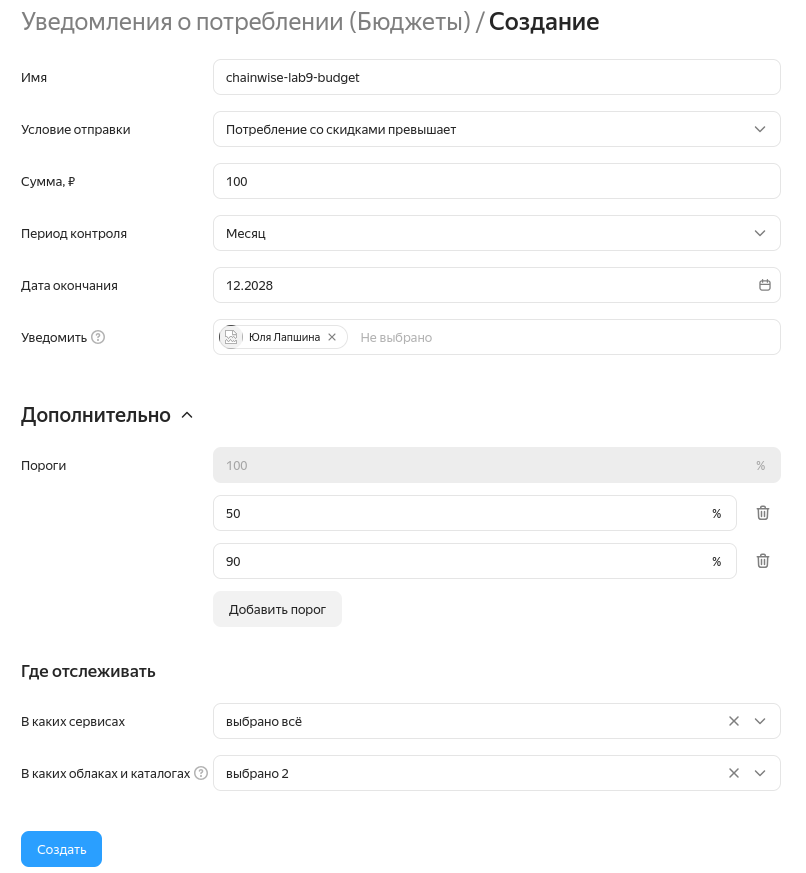 Уведомления о потреблении (Бюджеты) / Создание
Имя
chainwise-lab9-budget
Условие отправки
Потребление со скидками превышает
Сумма, ₽
100
Период контроля
Месяц
Дата окончания
12.2028
Уведомить ?
Юля Лапшина
Не выбрано
Дополнительно
Пороги
100 %
50 %
90 %
Добавить порог
Где отслеживать
В каких сервисах
выбрано всё
В каких облаках и каталогах ?
выбрано 2
Создать